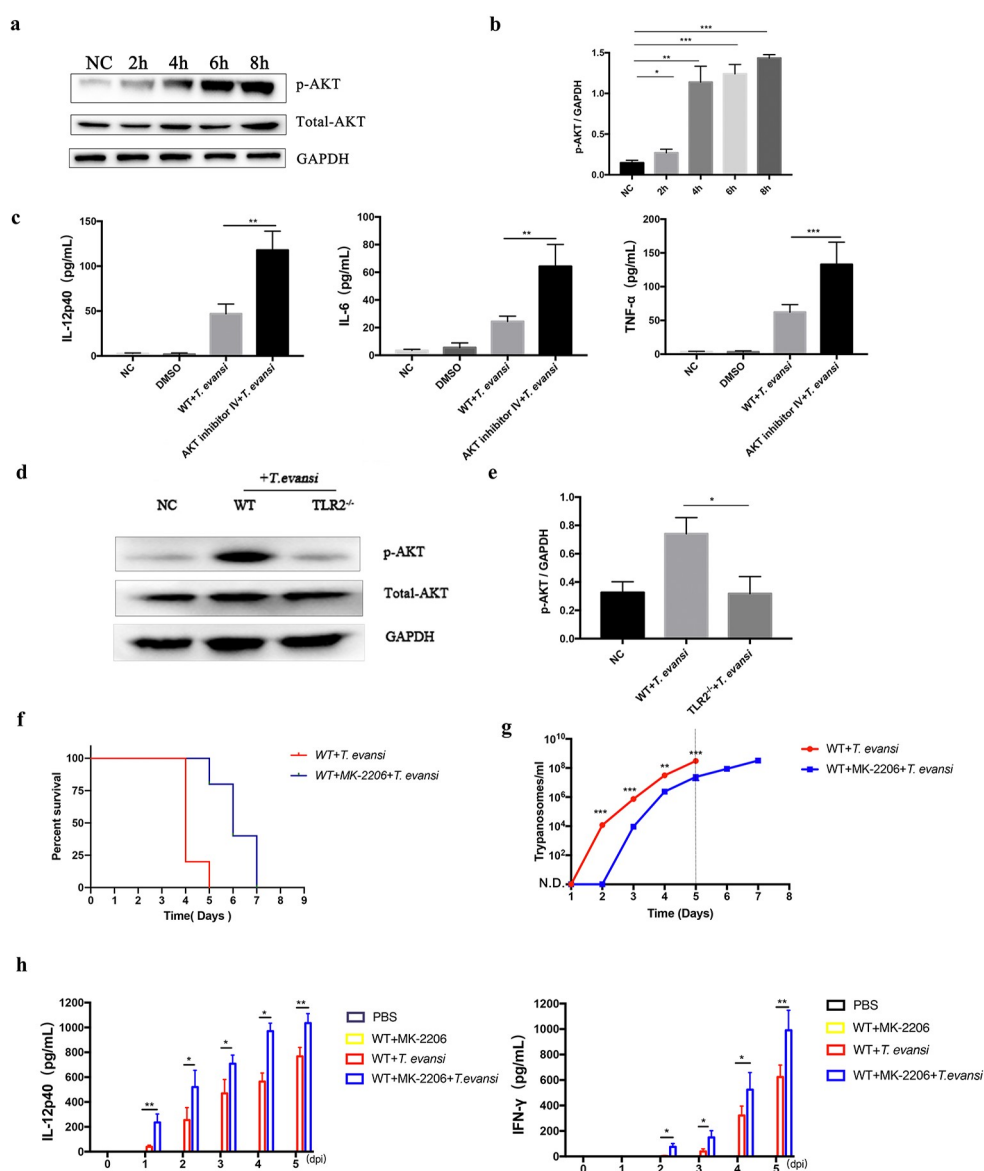 a
NC 2h 4h 6h 8h
p-AKT
Total-AKT
GAPDH
b
p-AKT / GAPDH
1.5
1.0
0.5
0.0
*
**
***
***
NC 2h 4h 6h 8h
c
IL-12p40 (pg/mL)
150
100
50
0
**
NC DMSO WT+T. evansi AKT inhibitor IV+T. evansi
IL-6 (pg/mL)
100
80
60
40
20
0
**
NC DMSO WT+T. evansi AKT inhibitor IV+T. evansi
TNF-α (pg/mL)
200
150
100
50
0
***
NC DMSO WT+T. evansi AKT inhibitor IV+T. evansi
d
+T.evansi
NC WT TLR2-/-
p-AKT
Total-AKT
GAPDH
e
p-AKT / GAPDH
1.0
0.8
0.6
0.4
0.2
0.0
*
NC WT+T. evansi TLR2-/-+T. evansi
f
Percent survival
100
75
50
25
0
0 1 2 3 4 5 6 7 8 9
Time( Days )
WT+T. evansi
WT+MK-2206+T. evansi
g
Trypanosomes/ml
10^10
10^8
10^6
10^4
10^2
N.D.
*** *** ** ***
1 2 3 4 5 6 7 8
Time (Days)
WT+T. evansi
WT+MK-2206+T. evansi
h
IL-12p40 (pg/mL)
1200
1000
800
600
400
200
0
** * * * **
0 1 2 3 4 5 (dpi)
PBS
WT+MK-2206
WT+T. evansi
WT+MK-2206+T.evansi
IFN-γ (pg/mL)
1200
1000
800
600
400
200
0
* * * **
0 1 2 3 4 5 (dpi)
PBS
WT+MK-2206
WT+T. evansi
WT+MK-2206+T.evansi